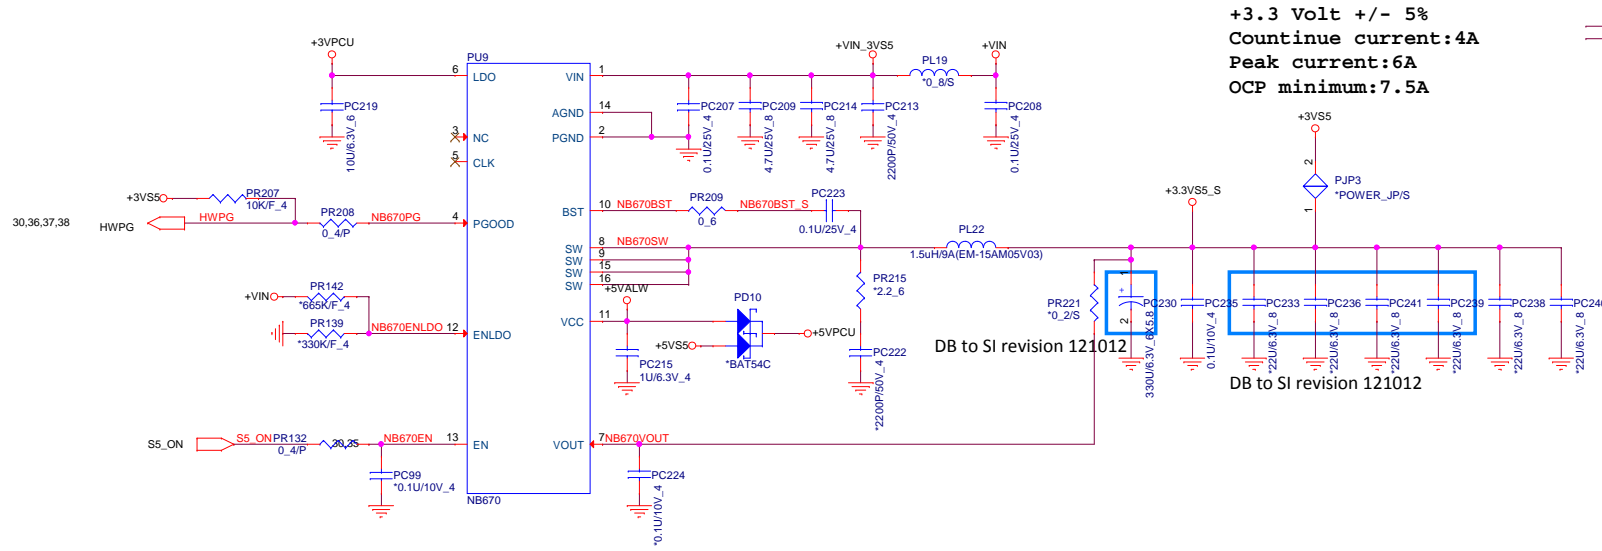 +3.3 Volt +/- 5%
Countinue current:4A
Peak current:6A
OCP minimum:7.5A
+3VPCU
PU9
+VIN_3VS5
+VIN
PL19
*0_8/S
6 LDO
VIN 1
PC219
10U/6.3V_6
AGND 14
PGND 2
PC207
0.1U/25V_4
PC209
4.7U/25V_8
PC214
4.7U/25V_8
PC213
2200P/50V_4
PC208
0.1U/25V_4
3 NC
5 CLK
+3VS5
2
PJP3
*POWER_JP/S
1
+3VS5
PR207
10K/F_4
30,36,37,38
HWPG
HWPG
PR208
0_4/P
NB670PG
4 PGOOD
BST 10
NB670BST
PR209
0_6
NB670BST_S
PC223
0.1U/25V_4
+3.3VS5_S
SW 8
NB670SW
SW 9
SW 15
SW 16
PL22
1.5uH/9A(EM-15AM05V03)
PR215
*2.2_6
PC222
*2200P/50V_4
+VIN
PR142
*665K/F_4
PR139
*330K/F_4
NB670ENLDO
12 ENLDO
+5VALW
VCC 11
PD10
+5VPCU
+5VS5
*BAT54C
PC215
1U/6.3V_4
PR221
*0_2/S
1
+
2
PC230
330U/6.3V_6X5.8
PC235
0.1U/10V_4
PC233
*22U/6.3V_8
PC236
*22U/6.3V_8
PC241
*22U/6.3V_8
PC239
*22U/6.3V_8
PC238
*22U/6.3V_8
PC240
*22U/6.3V_8
DB to SI revision 121012
DB to SI revision 121012
S5_ON
S5_ON
PR132
0_4/P
30,35
NB670EN
13 EN
VOUT 7
NB670VOUT
PC99
*0.1U/10V_4
PC224
*0.1U/10V_4
NB670